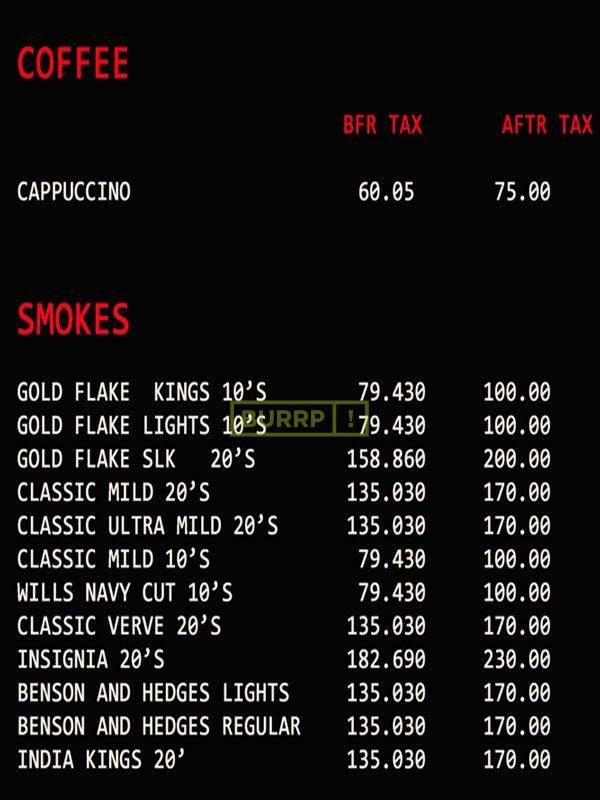 COFFEE
BFR TAX AFTR TAX
CAPPUCCINO 60.05 75.00
SMOKES
GOLD FLAKE KINGS 10’S 79.430 100.00
GOLD FLAKE LIGHTS 10’S 79.430 100.00
BURRP !
GOLD FLAKE SLK 20’S 158.860 200.00
CLASSIC MILD 20’S 135.030 170.00
CLASSIC ULTRA MILD 20’S 135.030 170.00
CLASSIC MILD 10’S 79.430 100.00
WILLS NAVY CUT 10’S 79.430 100.00
CLASSIC VERVE 20’S 135.030 170.00
INSIGNIA 20’S 182.690 230.00
BENSON AND HEDGES LIGHTS 135.030 170.00
BENSON AND HEDGES REGULAR 135.030 170.00
INDIA KINGS 20’ 135.030 170.00